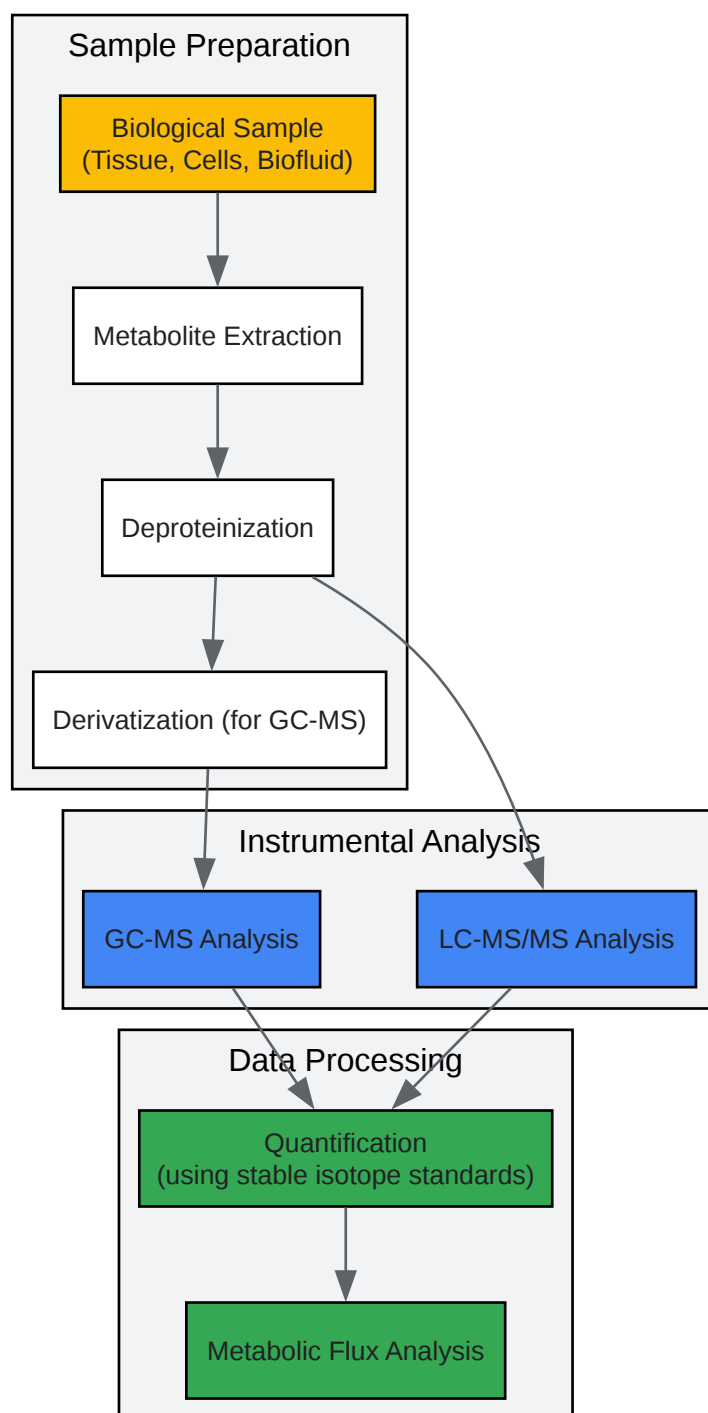 Sample Preparation
Biological Sample
(Tissue, Cells, Biofluid)
Metabolite Extraction
Deproteinization
Derivatization (for GC-MS)
Instrumental Analysis
GC-MS Analysis
LC-MS/MS Analysis
Data Processing
Quantification
(using stable isotope standards)
Metabolic Flux Analysis